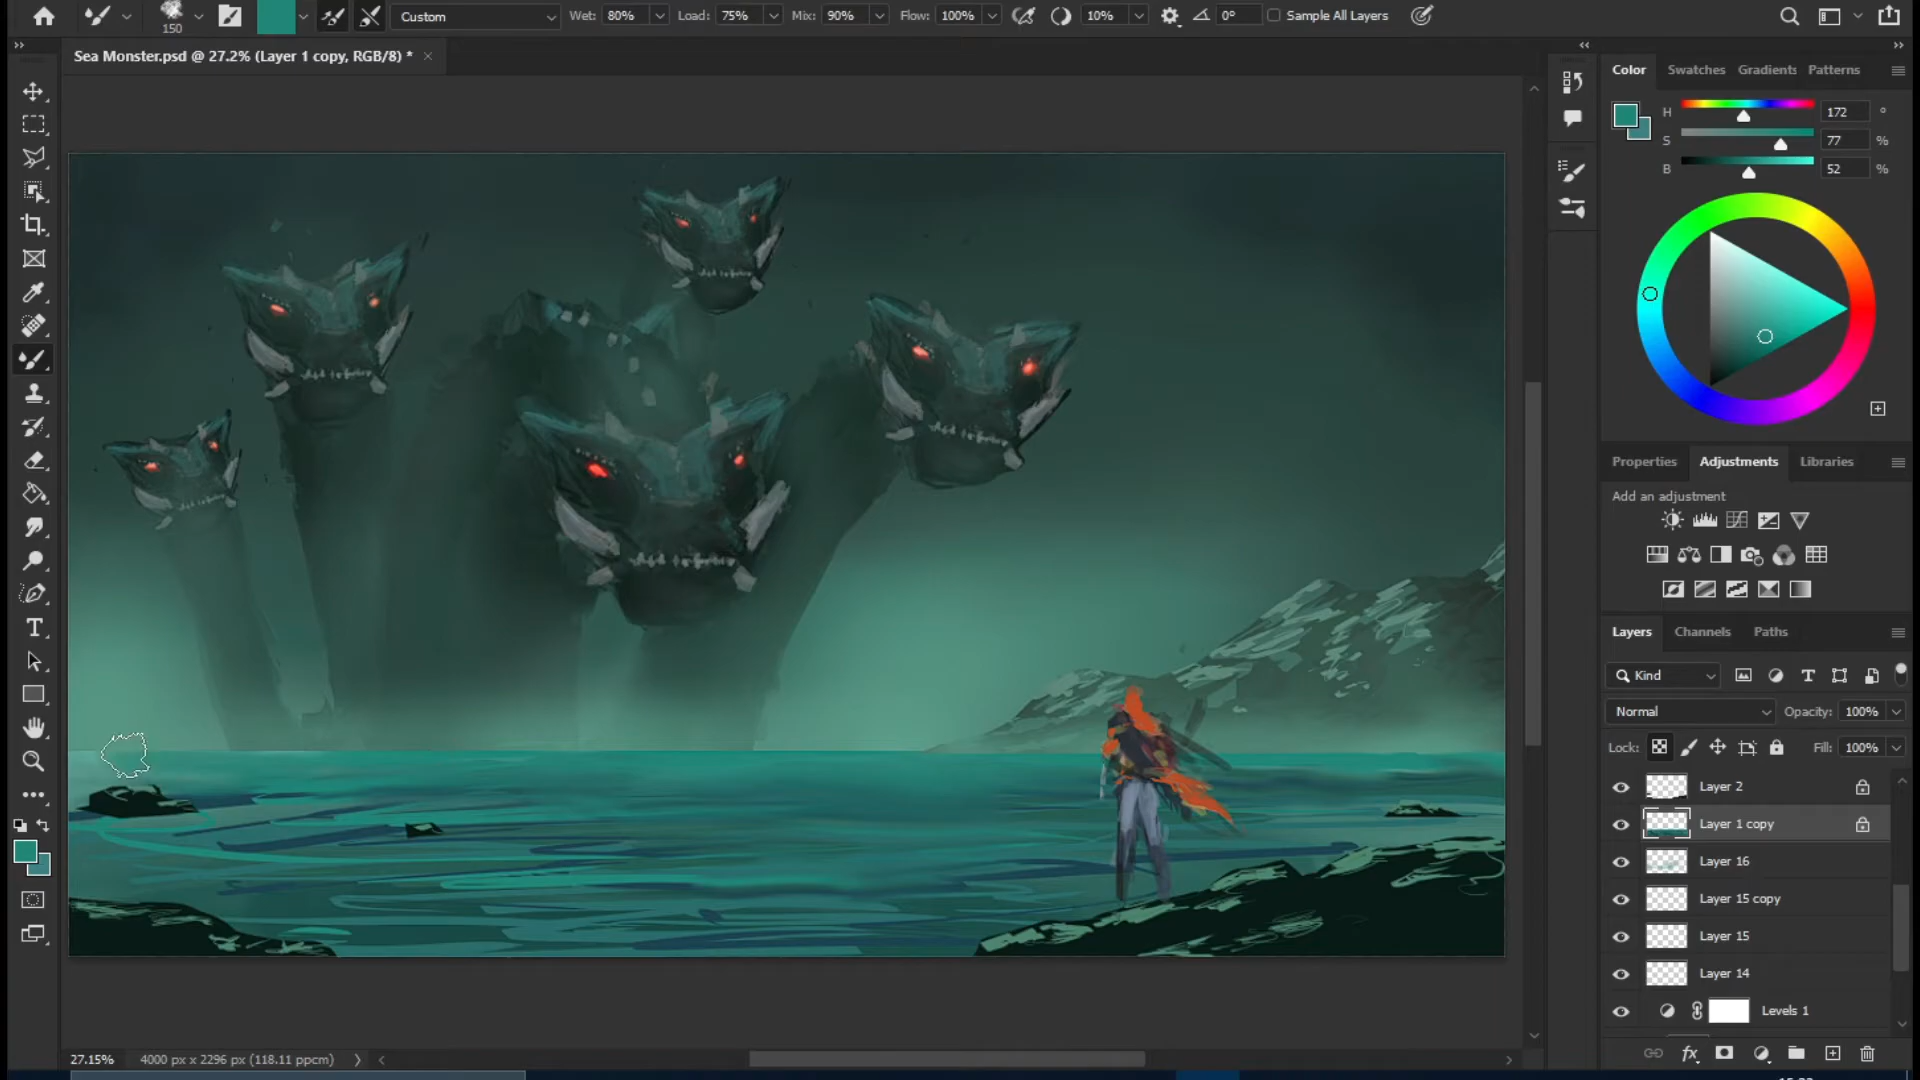 150
Custom
Wet: 80%
Load: 75%
Mix: 90%
Flow: 100%
10%
0°
Sample All Layers
Sea Monster.psd @ 27.2% (Layer 1 copy, RGB/8) *
Color
Swatches
Gradients
Patterns
H 172 °
S 77 %
B 52 %
Properties
Adjustments
Libraries
Add an adjustment
Layers
Channels
Paths
Kind
Normal
Opacity: 100%
Lock:
Fill: 100%
Layer 2
Layer 1 copy
Layer 16
Layer 15 copy
Layer 15
Layer 14
Levels 1
27.15%
4000 px x 2296 px (118.11 ppcm)